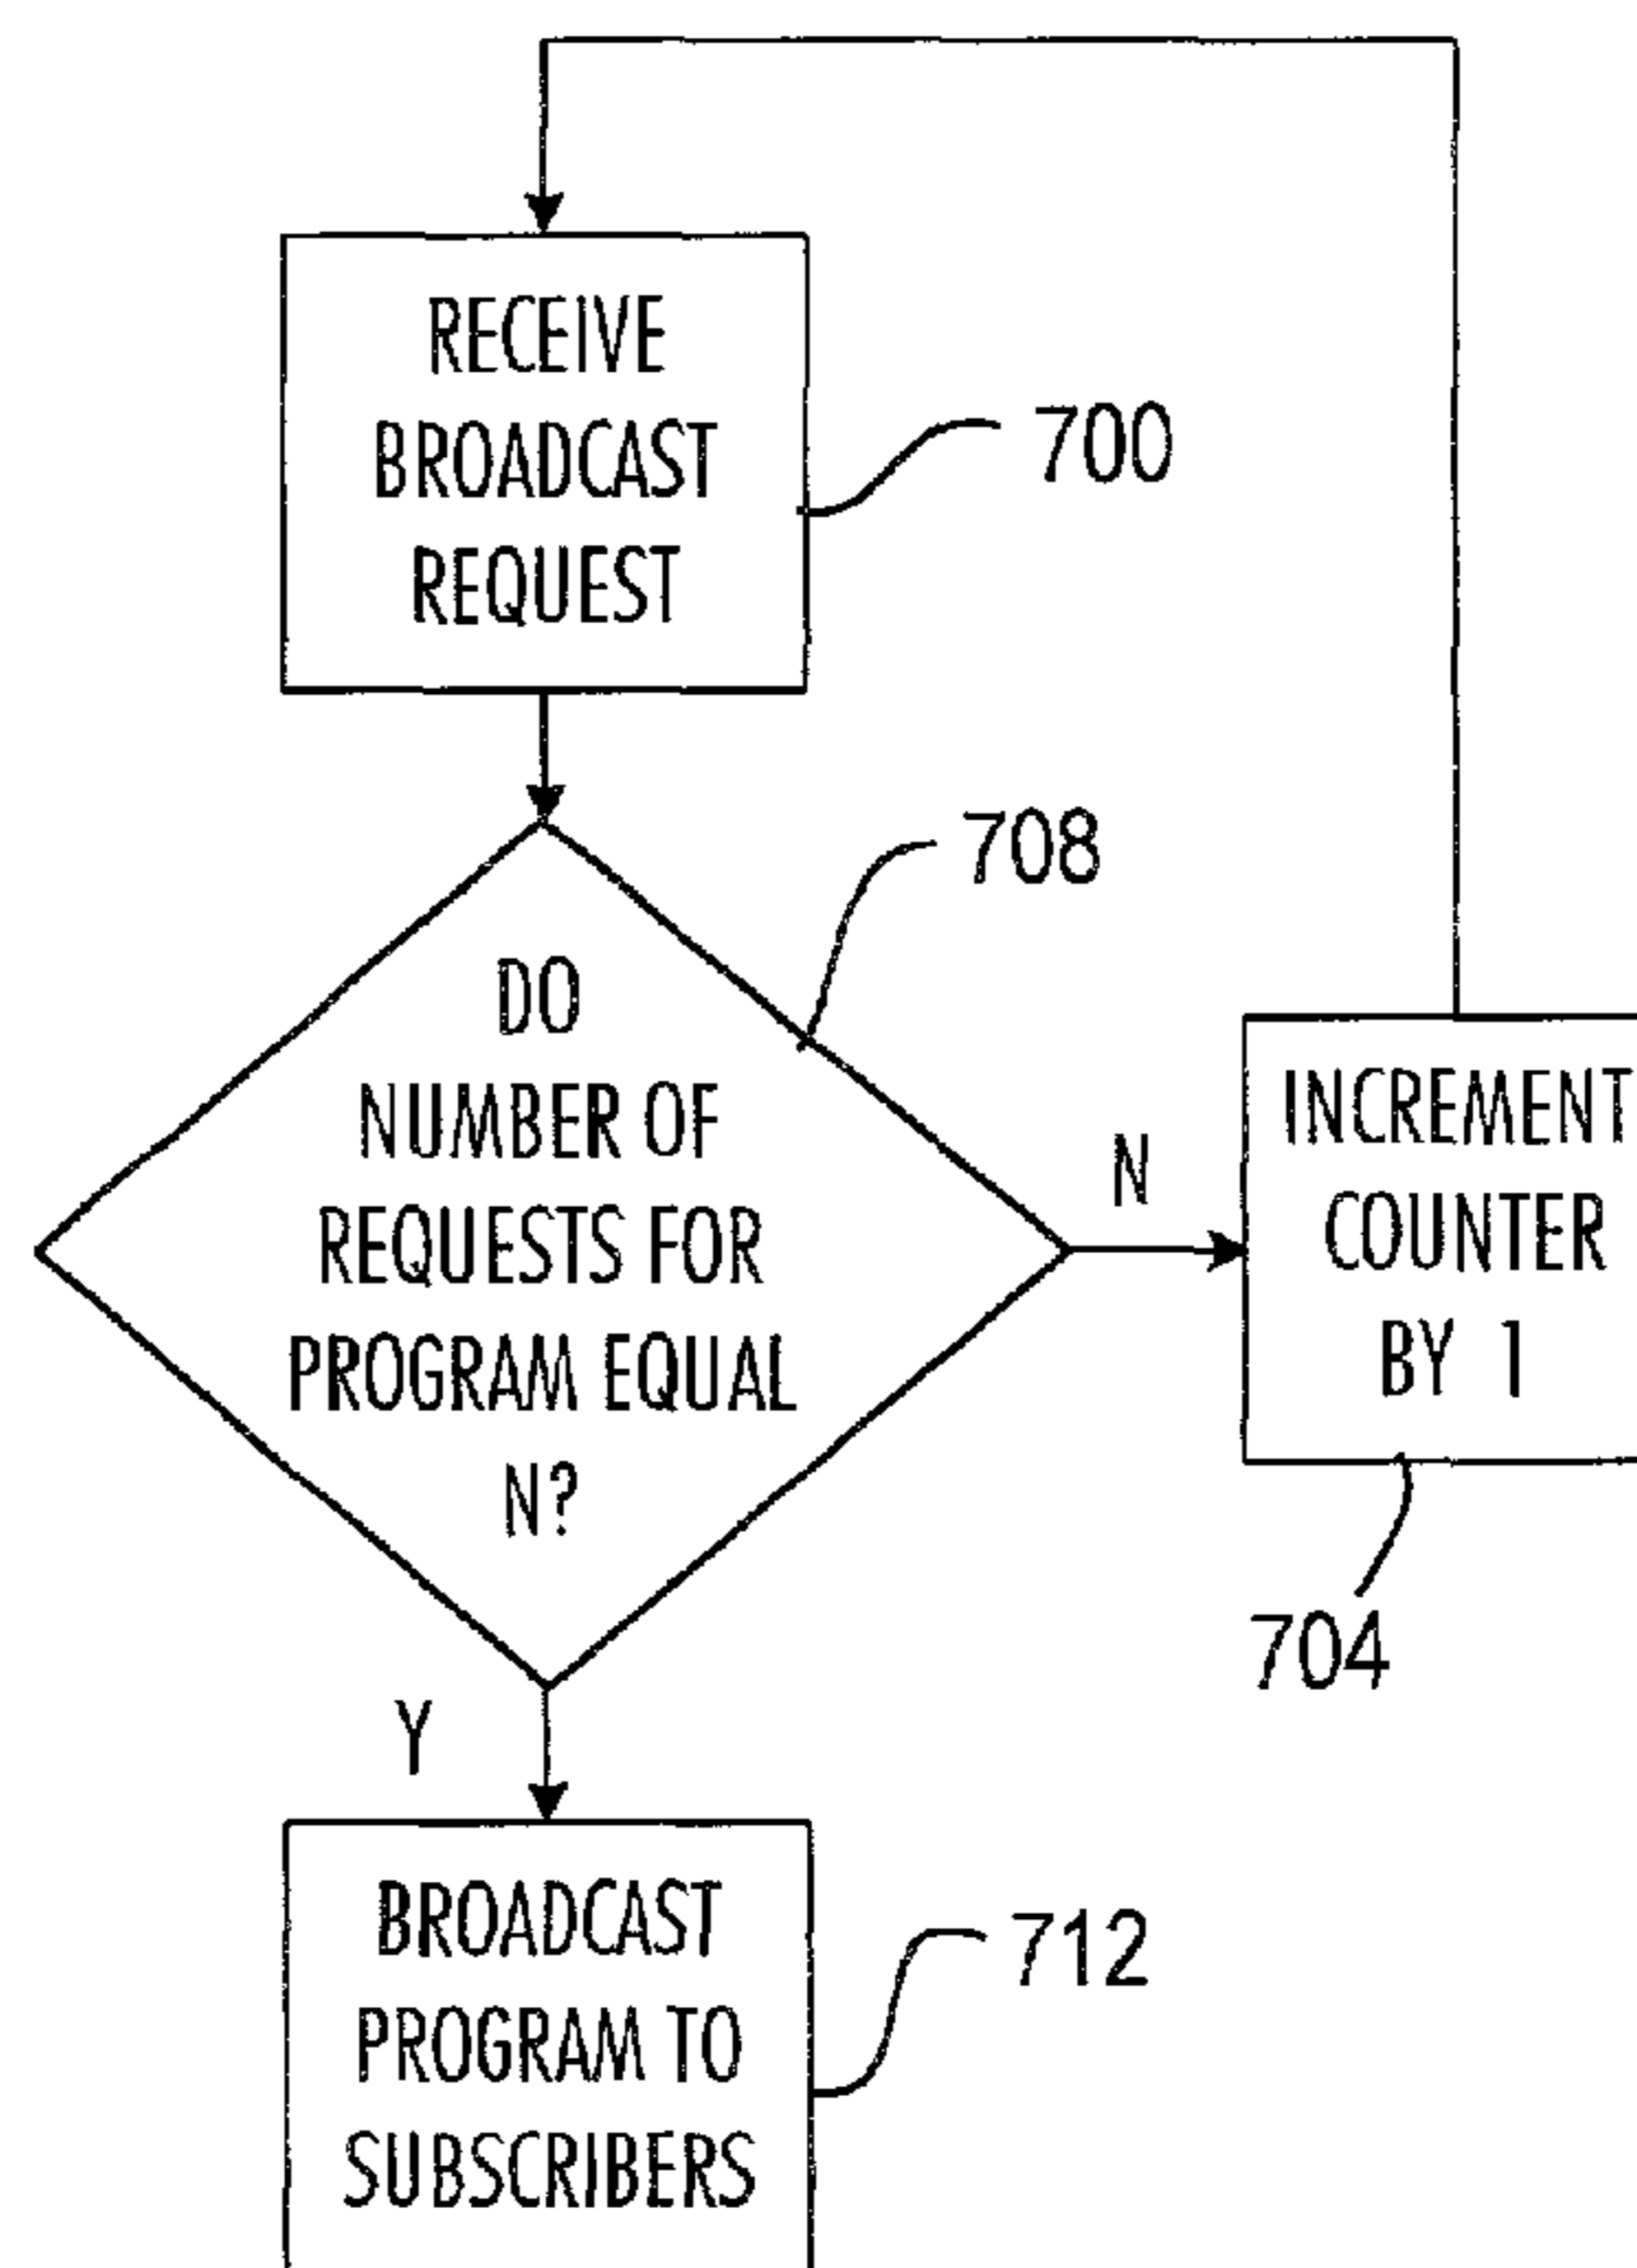 RECEIVE
BROADCAST
REQUEST
700
708
DO
NUMBER OF
REQUESTS FOR
PROGRAM EQUAL
N?
N
INCREMENT
COUNTER
BY 1
704
Y
BROADCAST
PROGRAM TO
SUBSCRIBERS
712